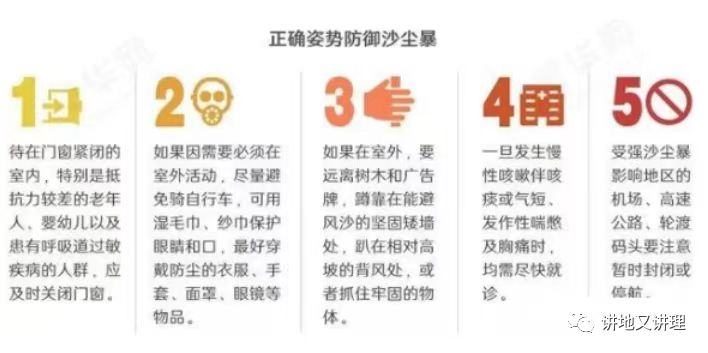 正确姿势防御沙尘暴
1
待在门窗紧闭的
室内，特别是抵
抗力较差的老年
人、婴幼儿以及
患有呼吸道过敏
疾病的人群，应
及时关闭门窗。
2
如果因需要必须在
室外活动，尽量避
免骑自行车，可用
湿毛巾、纱巾保护
眼睛和口，最好穿
戴防尘的衣服、手
套、面罩、眼镜等
物品。
3
如果在室外，要
远离树木和广告
牌，蹲靠在能避
风沙的坚固矮墙
处，趴在相对高
坡的背风处，或
者抓住牢固的物
体。
4
一旦发生慢
性咳嗽伴咳
痰或气短、
发作性喘憋
及胸痛时，
均需尽快就
诊。
5
受强沙尘暴
影响地区的
机场、高速
公路、轮渡
码头要注意
暂时封闭或
停航。
讲地又讲理